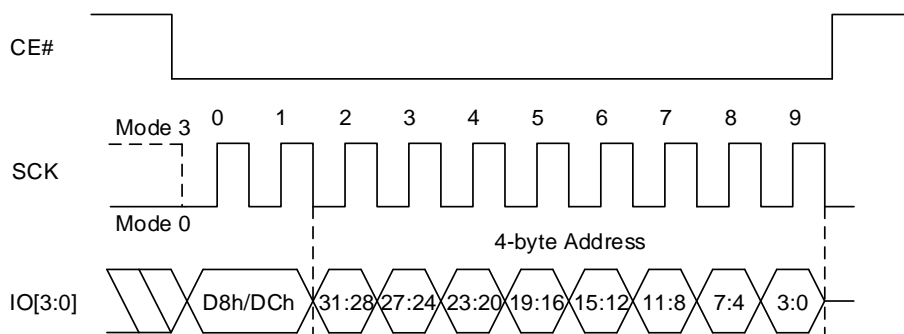 CE#
0 1 2 3 4 5 6 7 8 9
Mode 3
SCK
Mode 0
4-byte Address
IO[3:0] D8h/DCh 31:28 27:24 23:20 19:16 15:12 11:8 7:4 3:0